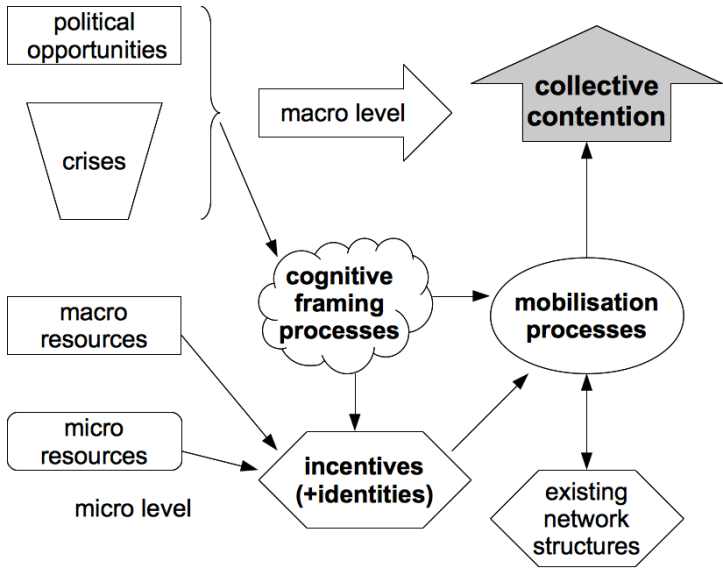 political
opportunities
crises
macro level
collective
contention
cognitive
framing
processes
mobilisation
processes
macro
resources
micro
resources
micro level
incentives
(+identities)
existing
network
structures